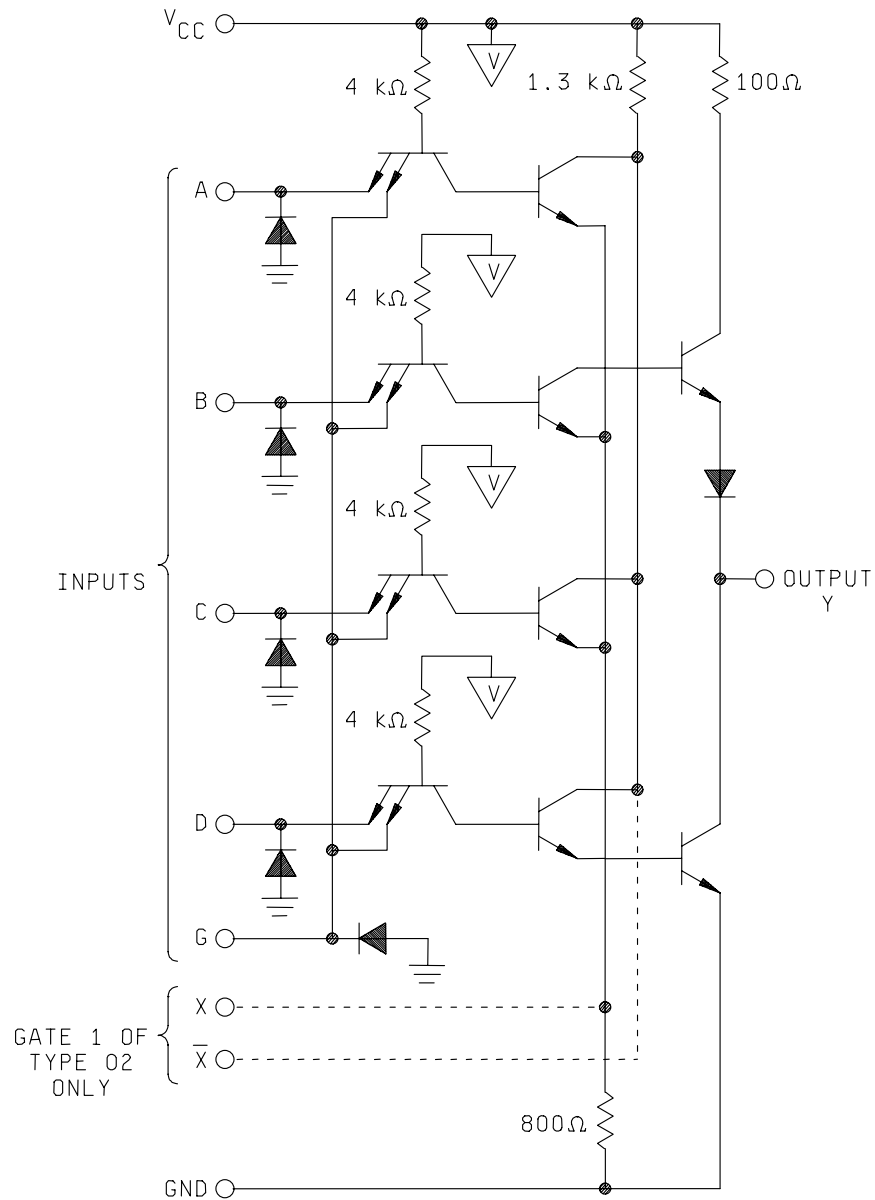 VCC
V
4 kΩ
1.3 kΩ
100Ω
A
V
4 kΩ
B
V
4 kΩ
INPUTS
OUTPUT
Y
C
V
4 kΩ
D
G
X
GATE 1 OF
TYPE 02
ONLY
X̅
800Ω
GND